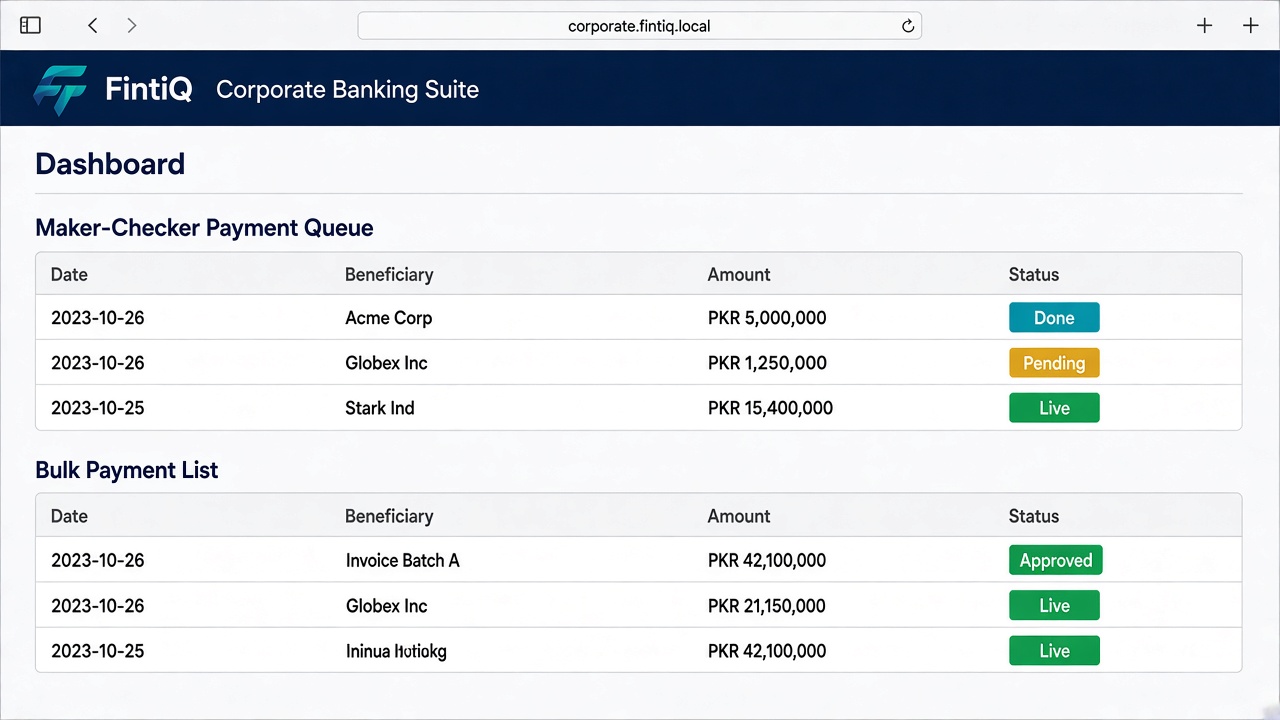 corporate.fintiq.local
FintiQ Corporate Banking Suite
Dashboard
Maker-Checker Payment Queue
Date Beneficiary Amount Status
2023-10-26 Acme Corp PKR 5,000,000 Done
2023-10-26 Globex Inc PKR 1,250,000 Pending
2023-10-25 Stark Ind PKR 15,400,000 Live
Bulk Payment List
Date Beneficiary Amount Status
2023-10-26 Invoice Batch A PKR 42,100,000 Approved
2023-10-26 Globex Inc PKR 21,150,000 Live
2023-10-25 Ininua PKR 42,100,000 Live